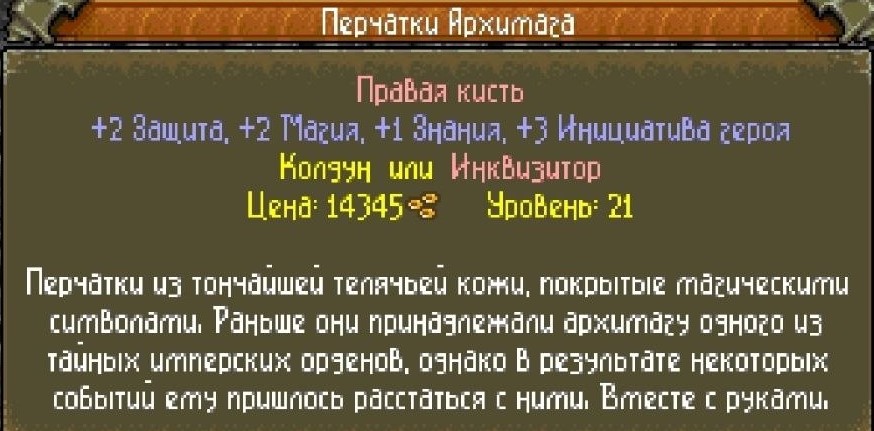 Перчатки Архимага
Правая кисть
+2 Защита, +2 Магия, +1 Знания, +3 Инициатива героя
Колдун или Инквизитор
Цена: 14345 Уровень: 21
Перчатки из тончайшей телячьей кожи, покрытые магическими
символами. Раньше они принадлежали архимагу одного из
тайных имперских орденов, однако в результате некоторых
событий ему пришлось расстаться с ними. Вместе с руками.